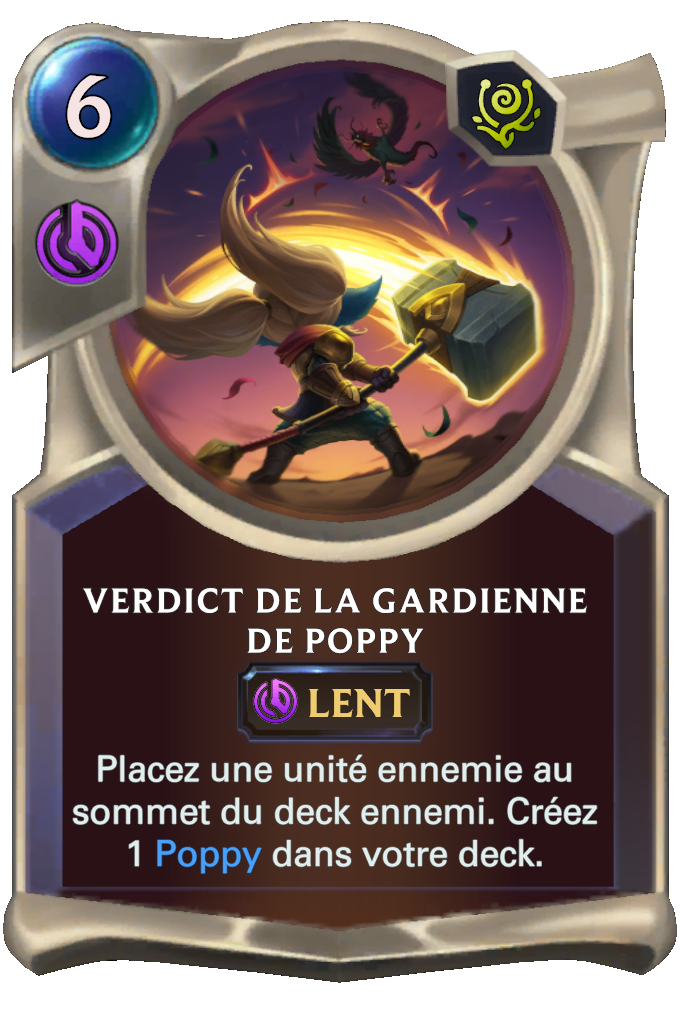 6
VERDICT DE LA GARDIENNE
DE POPPY
LENT
Placez une unité ennemie au
sommet du deck ennemi. Créez
1 Poppy dans votre deck.